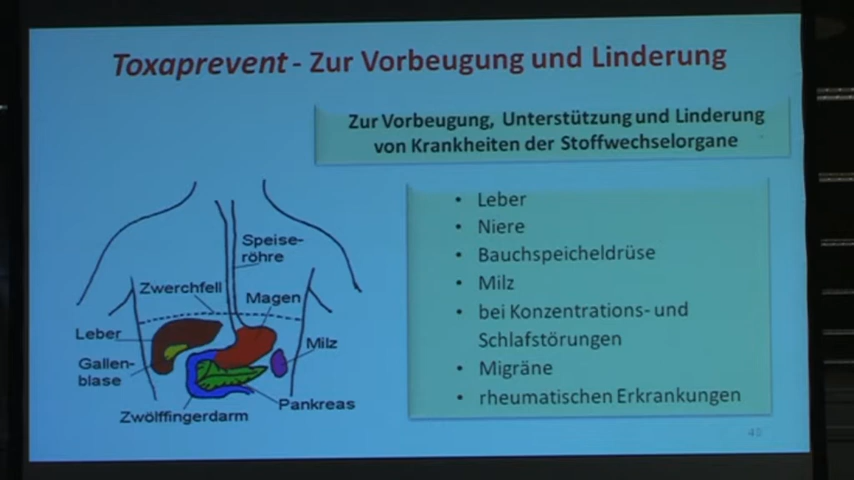 Toxaprevent - Zur Vorbeugung und Linderung
Zur Vorbeugung, Unterstützung und Linderung
von Krankheiten der Stoffwechselorgane
Speise-
röhre
Zwerchfell
Magen
Leber
Milz
Gallen-
blase
Pankreas
Zwölffingerdarm
• Leber
• Niere
• Bauchspeicheldrüse
• Milz
• bei Konzentrations- und
Schlafstörungen
• Migräne
• rheumatischen Erkrankungen
40